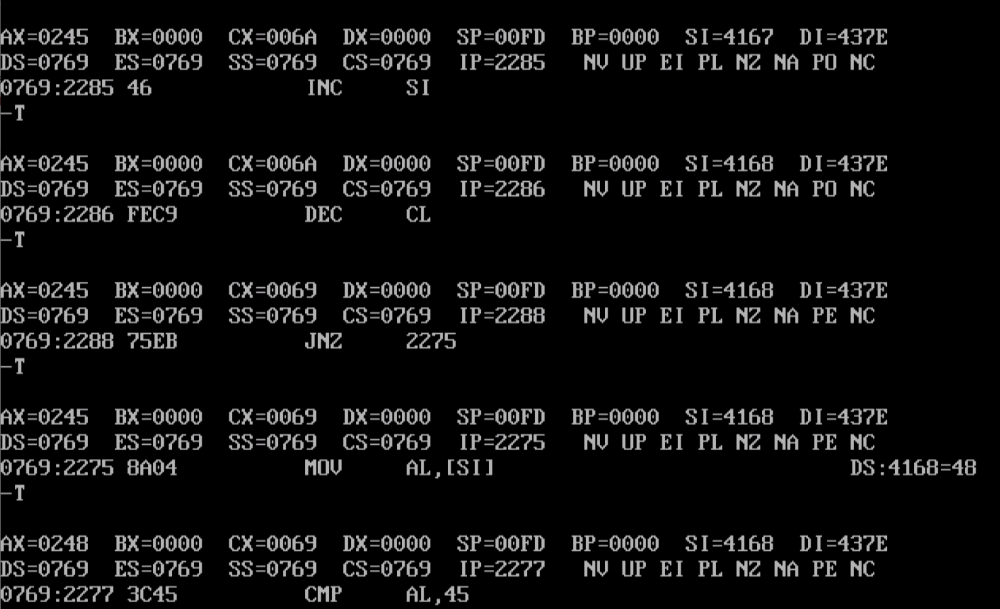 AX=0245  BX=0000  CX=006A  DX=0000  SP=00FD  BP=0000  SI=4167  DI=437E
DS=0769  ES=0769  SS=0769  CS=0769  IP=2285   NV UP EI PL NZ NA PO NC
0769:2285 46            INC     SI
-T
AX=0245  BX=0000  CX=006A  DX=0000  SP=00FD  BP=0000  SI=4168  DI=437E
DS=0769  ES=0769  SS=0769  CS=0769  IP=2286   NV UP EI PL NZ NA PO NC
0769:2286 FEC9          DEC     CL
-T
AX=0245  BX=0000  CX=0069  DX=0000  SP=00FD  BP=0000  SI=4168  DI=437E
DS=0769  ES=0769  SS=0769  CS=0769  IP=2288   NV UP EI PL NZ NA PE NC
0769:2288 75EB          JNZ     2275
-T
AX=0245  BX=0000  CX=0069  DX=0000  SP=00FD  BP=0000  SI=4168  DI=437E
DS=0769  ES=0769  SS=0769  CS=0769  IP=2275   NV UP EI PL NZ NA PE NC
0769:2275 8A04          MOV     AL,[SI]                            DS:4168=48
-T
AX=0248  BX=0000  CX=0069  DX=0000  SP=00FD  BP=0000  SI=4168  DI=437E
DS=0769  ES=0769  SS=0769  CS=0769  IP=2277   NV UP EI PL NZ NA PE NC
0769:2277 3C45          CMP     AL,45